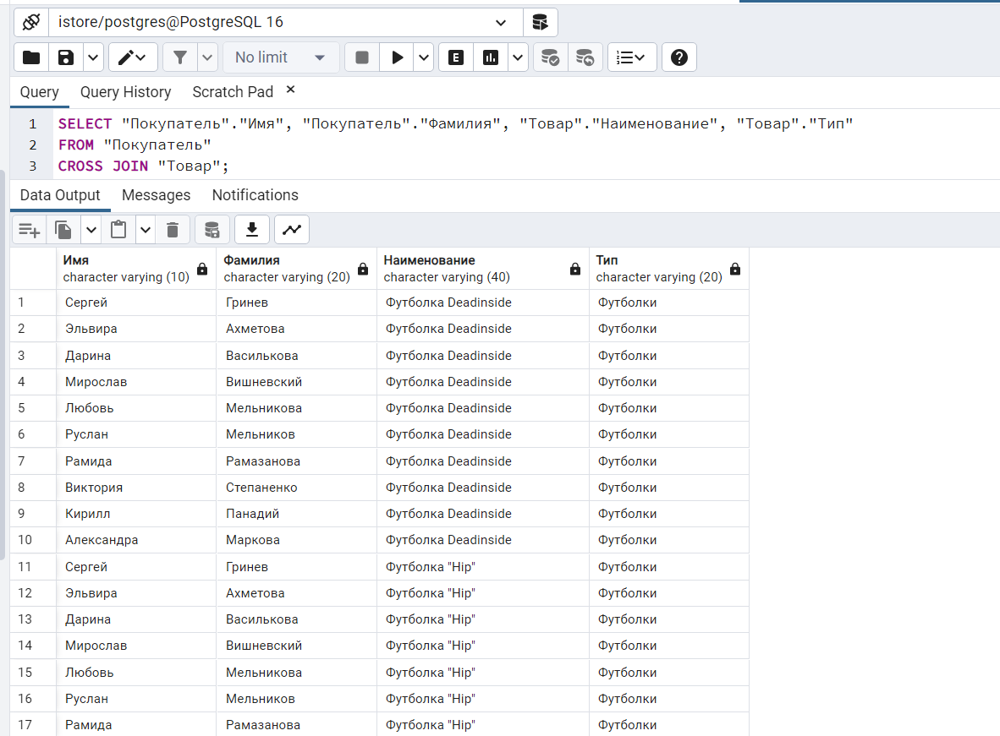 istore/postgres@PostgreSQL 16
No limit
E
Query Query History Scratch Pad
1 SELECT "Покупатель"."Имя", "Покупатель"."Фамилия", "Товар"."Наименование", "Товар"."Тип"
2 FROM "Покупатель"
3 CROSS JOIN "Товар";
Data Output Messages Notifications
Имя Фамилия Наименование Тип
character varying (10) character varying (20) character varying (40) character varying (20)
1 Сергей Гринев Футболка Deadinside Футболки
2 Эльвира Ахметова Футболка Deadinside Футболки
3 Дарина Василькова Футболка Deadinside Футболки
4 Мирослав Вишневский Футболка Deadinside Футболки
5 Любовь Мельникова Футболка Deadinside Футболки
6 Руслан Мельников Футболка Deadinside Футболки
7 Рамида Рамазанова Футболка Deadinside Футболки
8 Виктория Степаненко Футболка Deadinside Футболки
9 Кирилл Панадий Футболка Deadinside Футболки
10 Александра Маркова Футболка Deadinside Футболки
11 Сергей Гринев Футболка "Hip" Футболки
12 Эльвира Ахметова Футболка "Hip" Футболки
13 Дарина Василькова Футболка "Hip" Футболки
14 Мирослав Вишневский Футболка "Hip" Футболки
15 Любовь Мельникова Футболка "Hip" Футболки
16 Руслан Мельников Футболка "Hip" Футболки
17 Рамида Рамазанова Футболка "Hip" Футболки